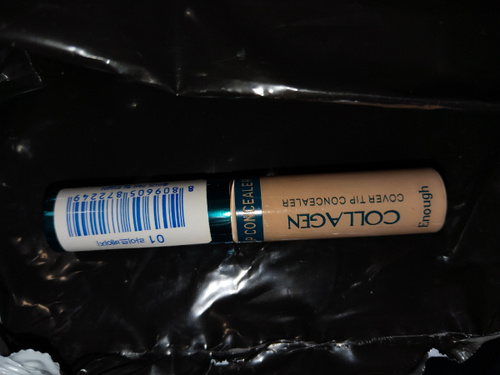 Enough
COLLAGEN
COVER TIP CONCEALER
P CONCEALER
01
8 809605 872249